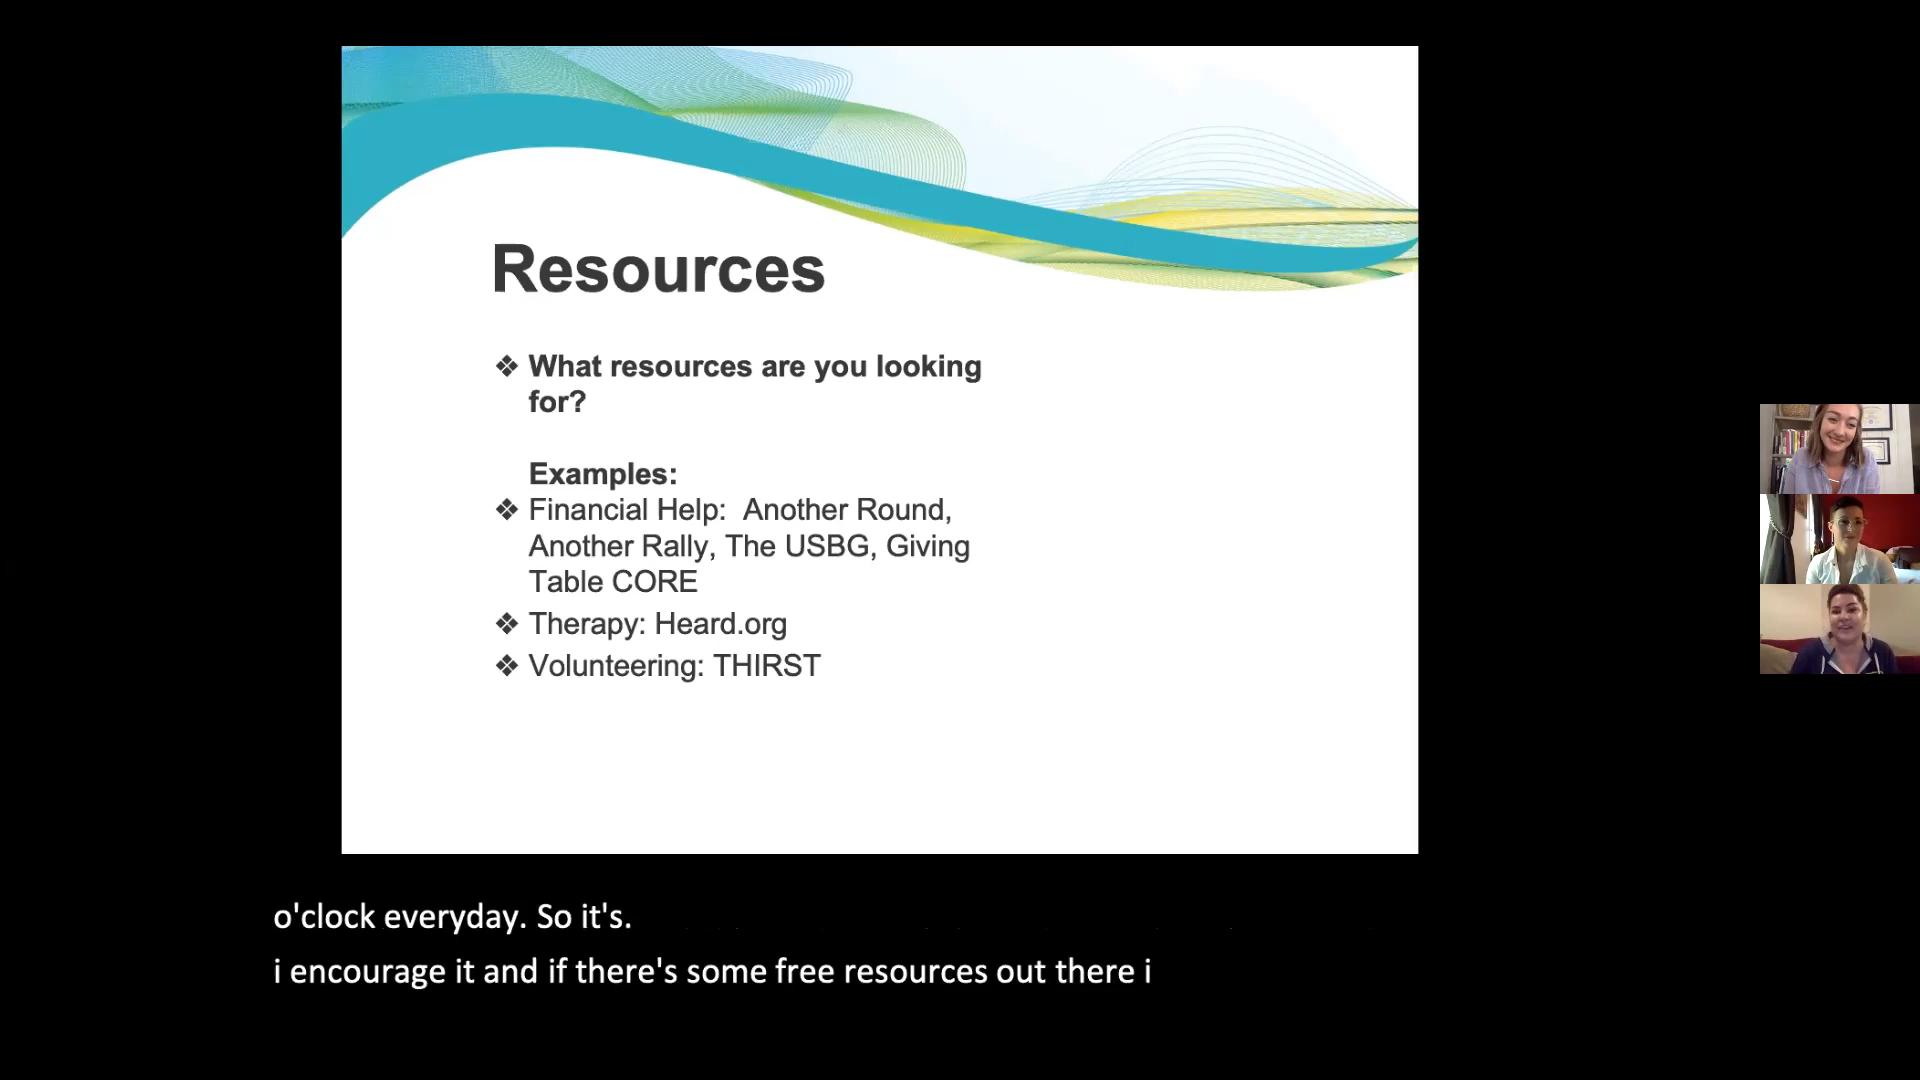 Resources
❖ What resources are you looking
for?
Examples:
❖ Financial Help:  Another Round,
Another Rally, The USBG, Giving
Table CORE
❖ Therapy: Heard.org
❖ Volunteering: THIRST
o'clock everyday. So it's.
i encourage it and if there's some free resources out there i